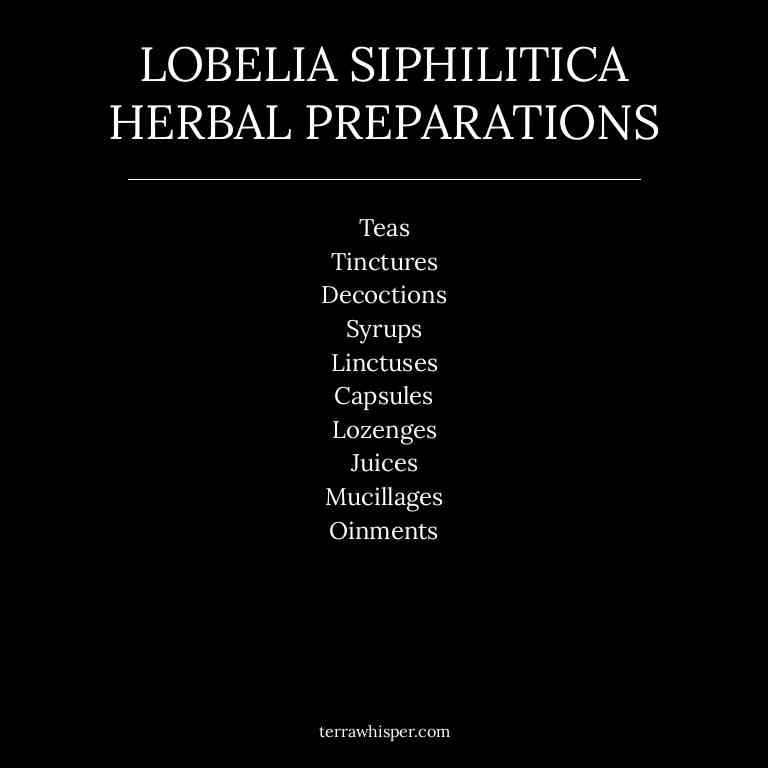 LOBELIA SIPHILITICA
HERBAL PREPARATIONS
Teas
Tinctures
Decoctions
Syrups
Linctuses
Capsules
Lozenges
Juices
Mucillages
Oinments
terrawhisper.com